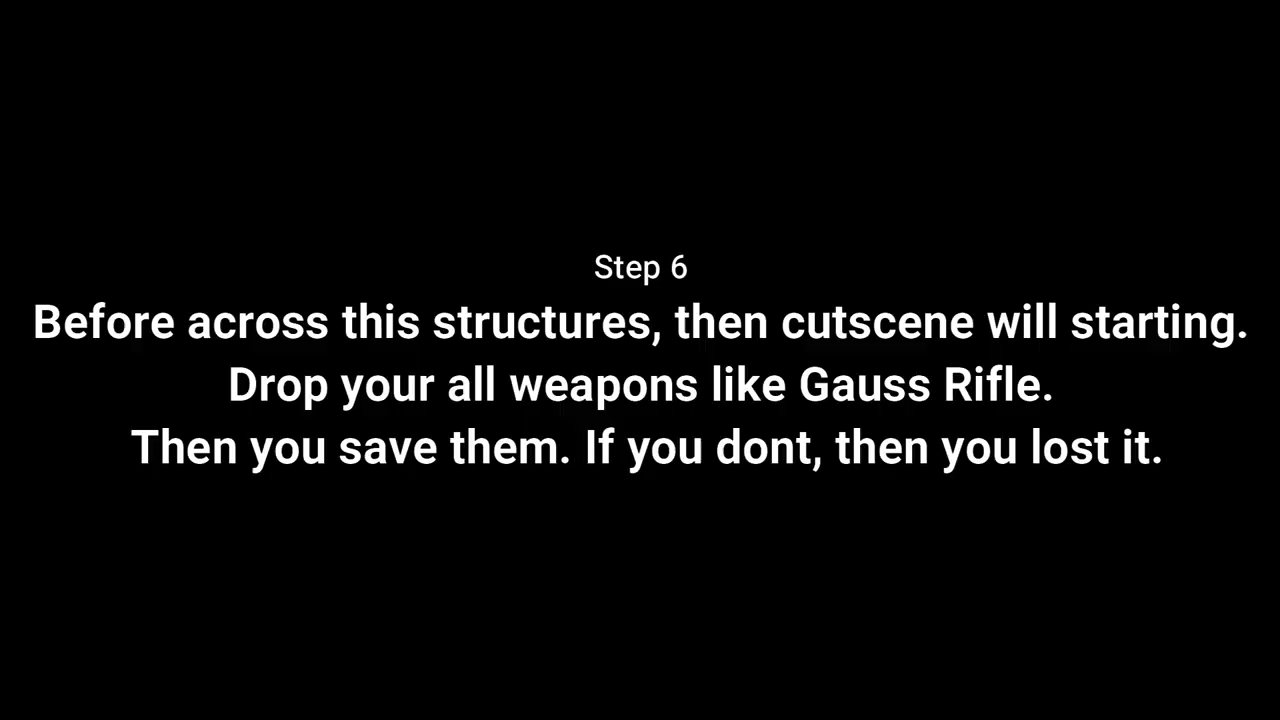 Step 6
Before across this structures, then cutscene will starting.
Drop your all weapons like Gauss Rifle.
Then you save them. If you dont, then you lost it.